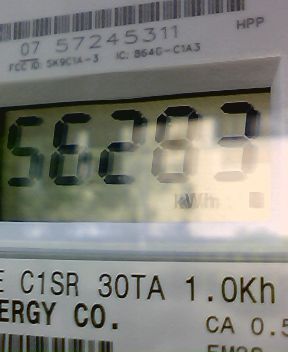 HPP
07 57245311
FCC ID: SK9C1A-3 IC: 864G-C1A3
56283
kWh
E C1SR 30TA 1.0Kh
ERGY CO.
CA 0.5